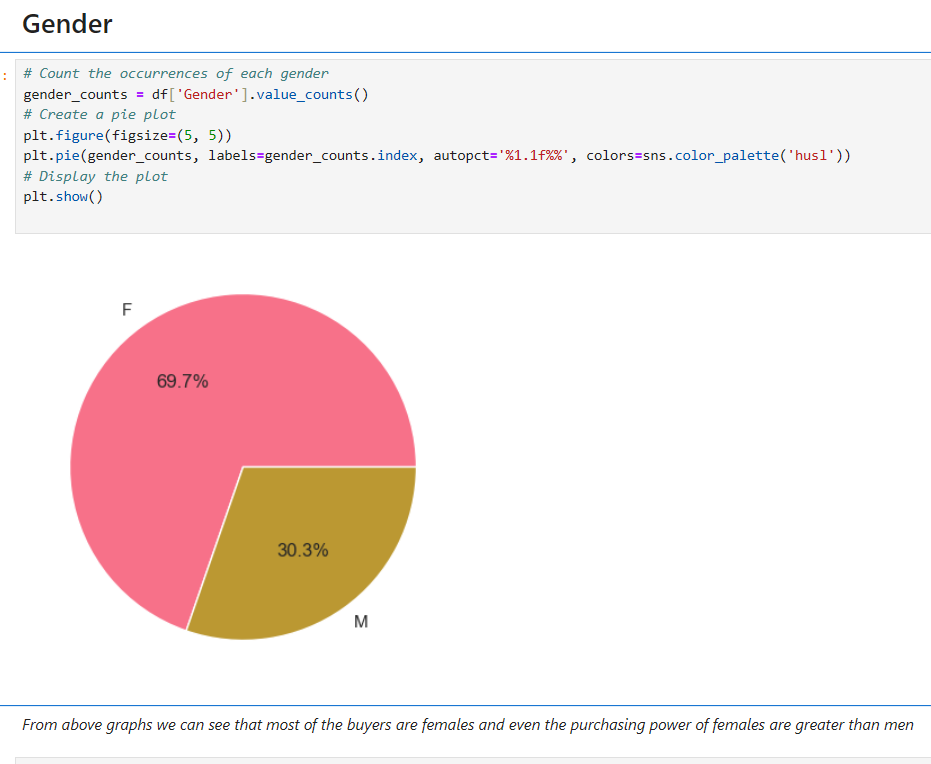 Gender
:
# Count the occurrences of each gender
gender_counts = df['Gender'].value_counts()
# Create a pie plot
plt.figure(figsize=(5, 5))
plt.pie(gender_counts, labels=gender_counts.index, autopct='%1.1f%%', colors=sns.color_palette('husl'))
# Display the plot
plt.show()
F
69.7%
30.3%
M
From above graphs we can see that most of the buyers are females and even the purchasing power of females are greater than men